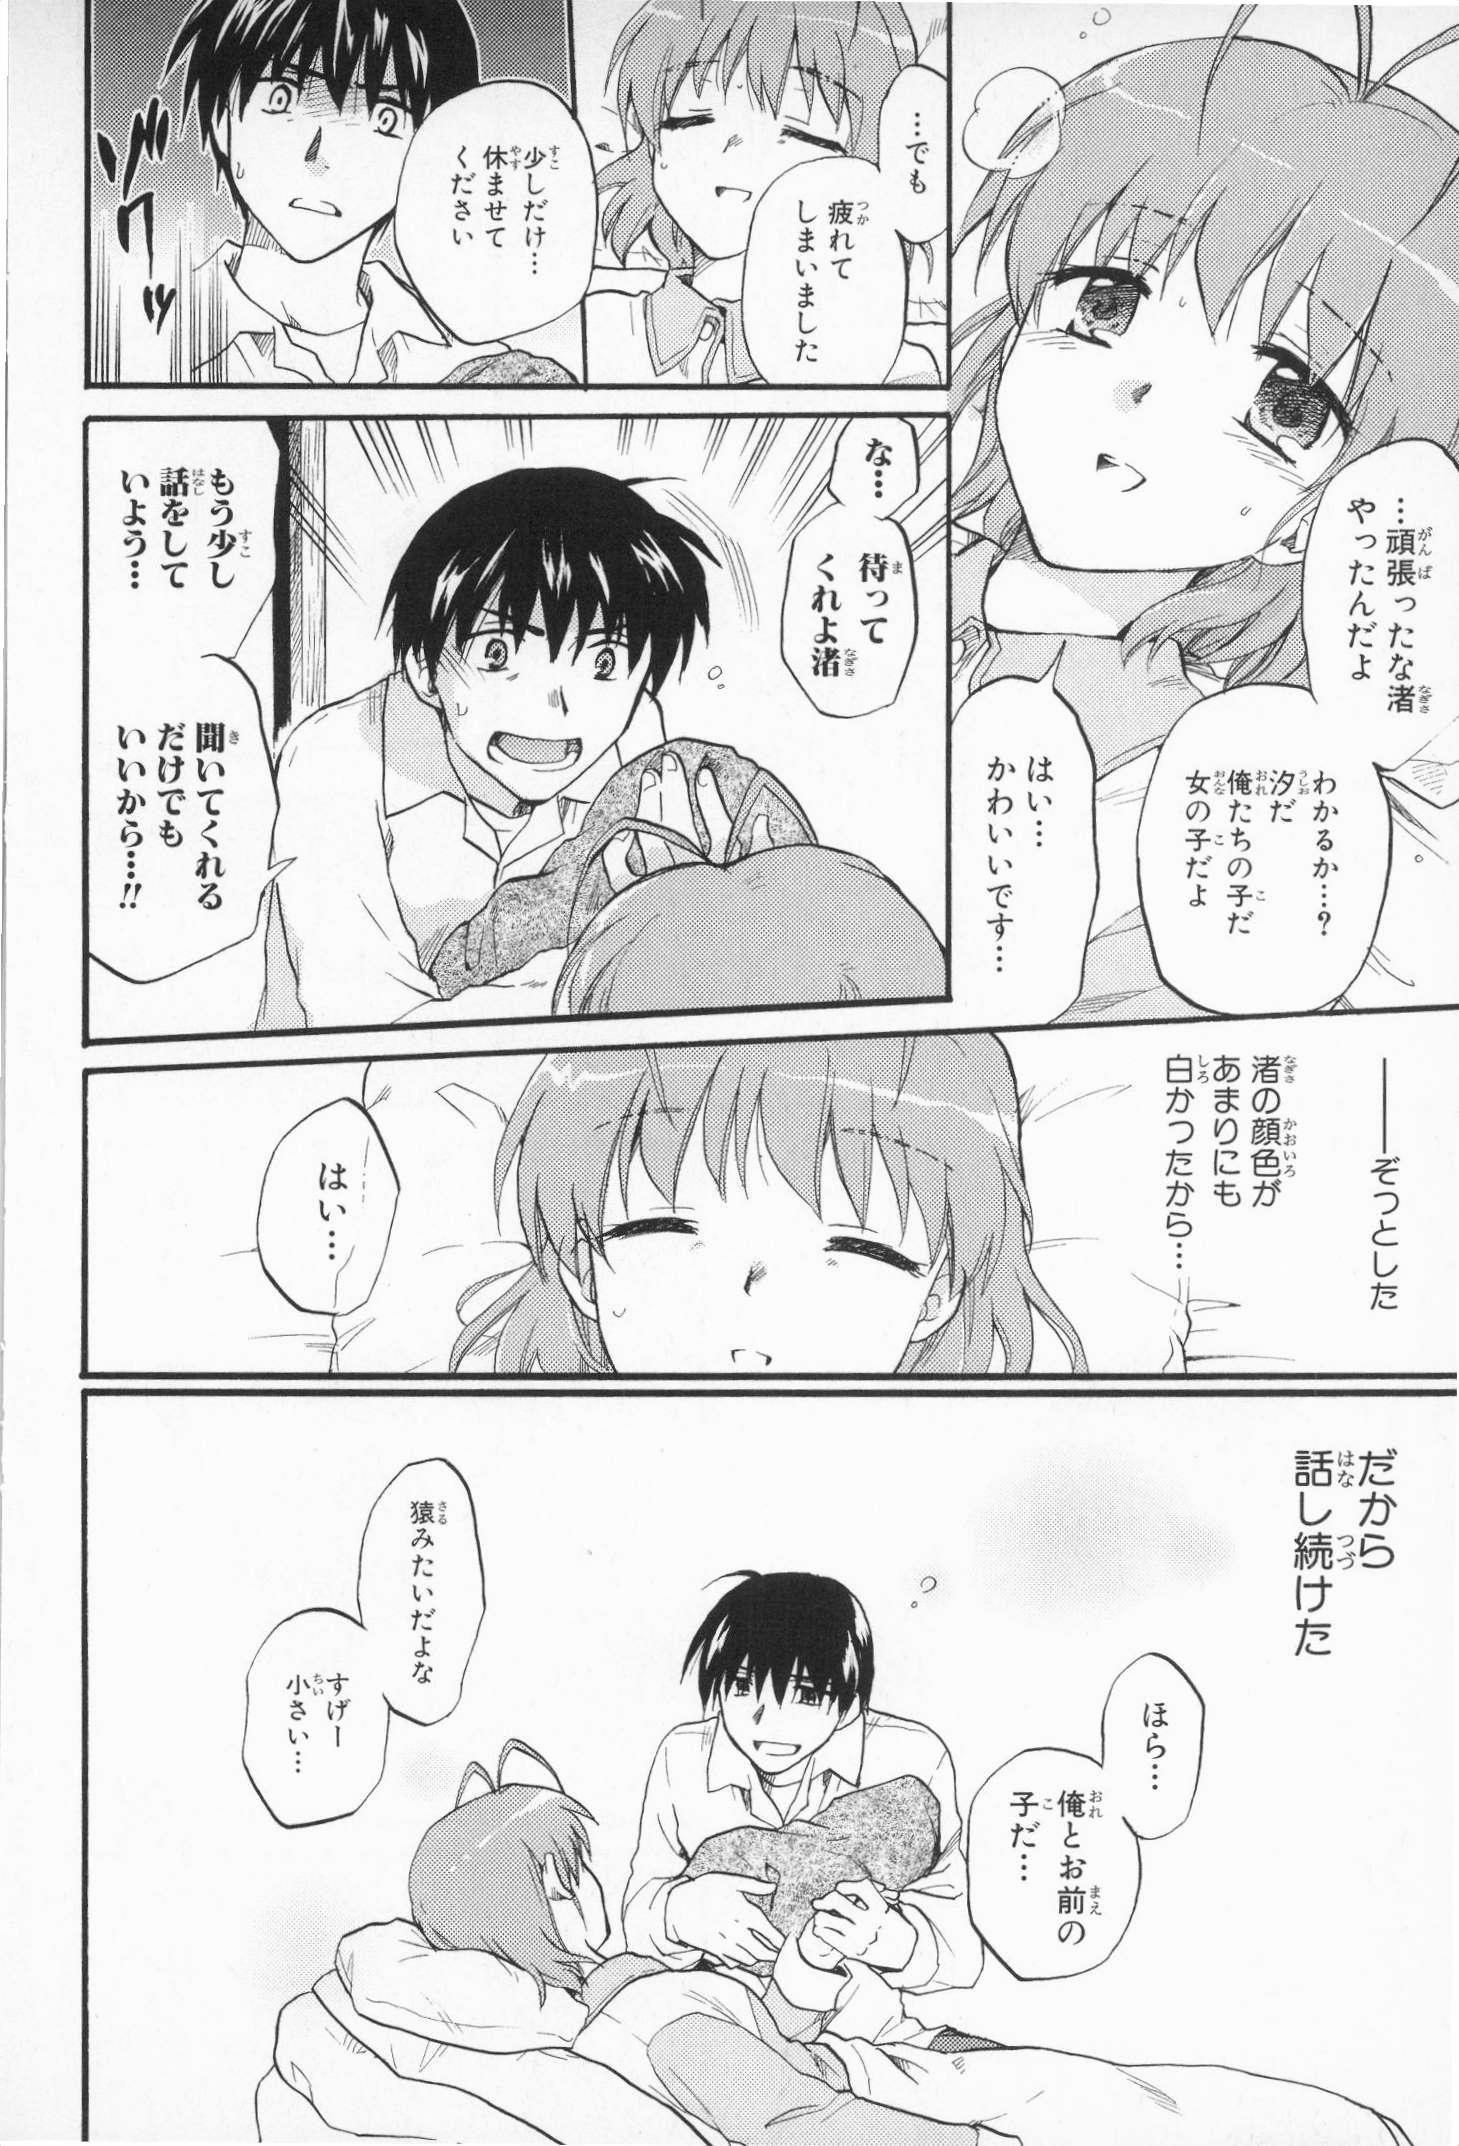 …頑張ったな渚
やったんだよ
わかるか…?
汐だ
俺たちの子だ
女の子だよ
はい…
かわいいです…
…でも
疲れて
しまいました
少しだけ…
休ませて
ください
ゾクッ
な…
待って
くれよ渚
もう少し
話をして
いよう…
聞いてくれる
だけでも
いいから…!!
――ぞっとした
渚の顔色が
あまりにも
白かったから…
はい…
だから
話し続けた
ほら…
俺とお前の
子だ…
猿みたいだよな
すげー
小さい…